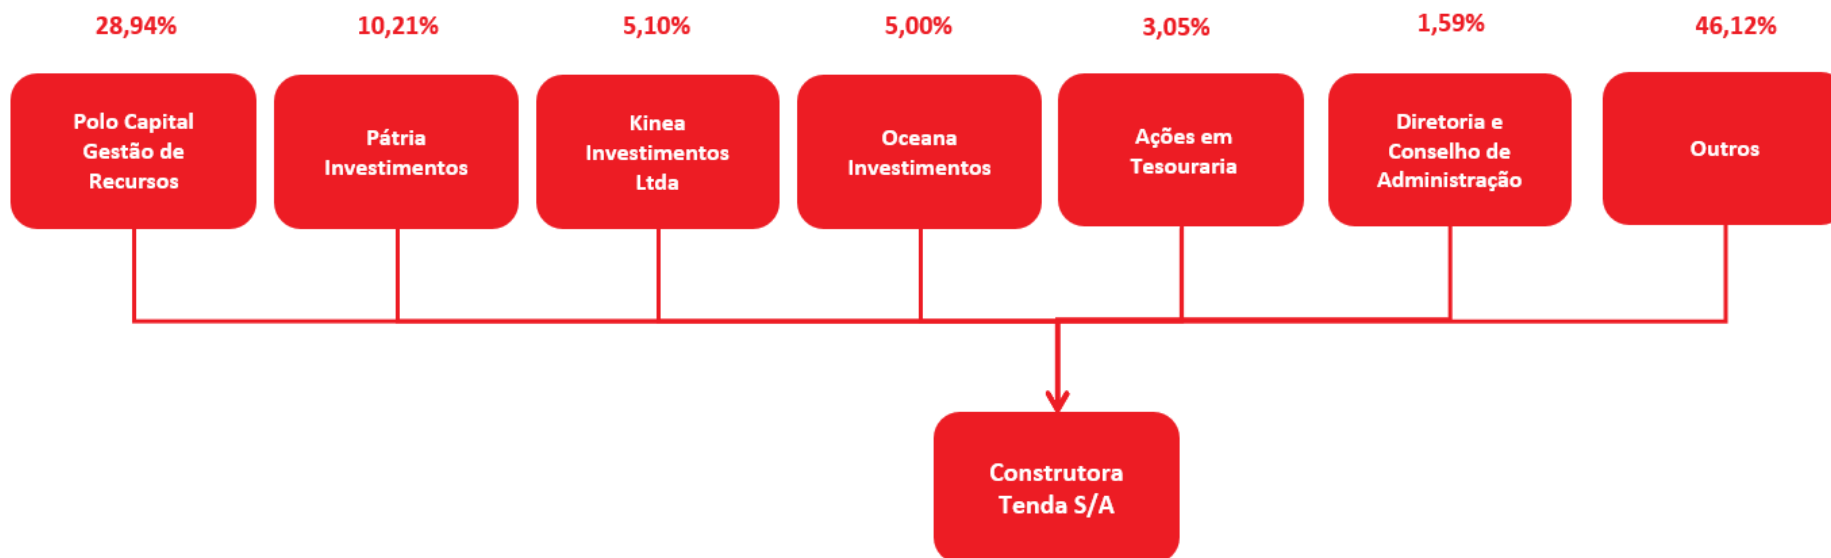 28,94%
10,21%
5,10%
5,00%
3,05%
1,59%
46,12%
Polo Capital
Gestão de
Recursos
Pátria
Investimentos
Kinea
Investimentos
Ltda
Oceana
Investimentos
Ações em
Tesouraria
Diretoria e
Conselho de
Administração
Outros
Construtora
Tenda S/A